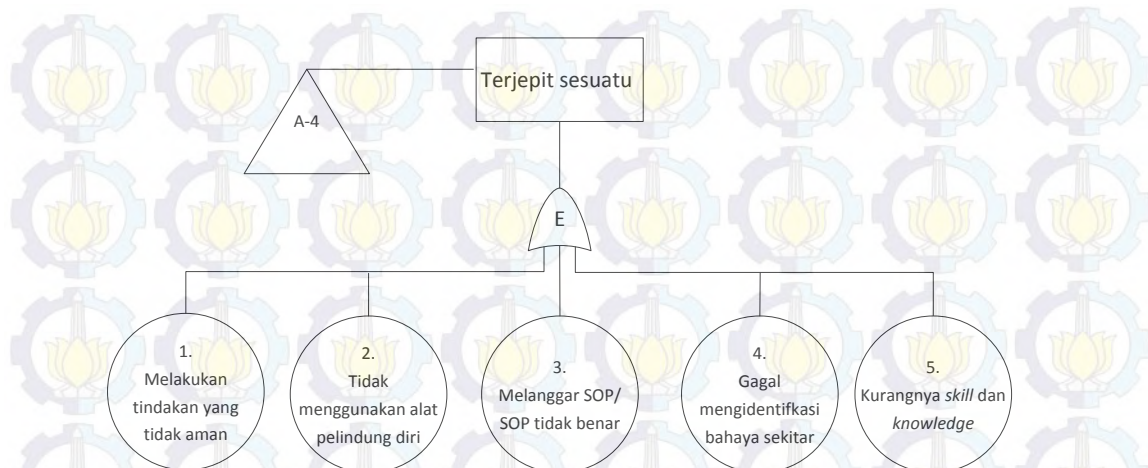 Terjepit sesuatu
A-4
E
1.
Melakukan
tindakan yang
tidak aman
2.
Tidak
menggunakan alat
pelindung diri
3.
Melanggar SOP/
SOP tidak benar
4.
Gagal
mengidentifkasi
bahaya sekitar
5.
Kurangnya skill dan
knowledge